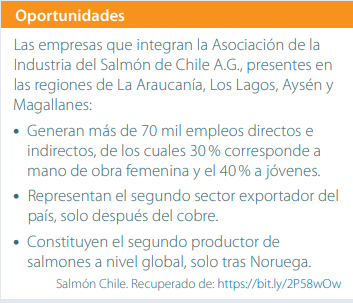 Oportunidades
Las empresas que integran la Asociación de la
Industria del Salmón de Chile A.G., presentes en
las regiones de La Araucanía, Los Lagos, Aysén y
Magallanes:
• Generan más de 70 mil empleos directos e
indirectos, de los cuales 30 % corresponde a
mano de obra femenina y el 40 % a jóvenes.
• Representan el segundo sector exportador del
país, solo después del cobre.
• Constituyen el segundo productor de
salmones a nivel global, solo tras Noruega.
Salmón Chile. Recuperado de: https://bit.ly/2P58wOw